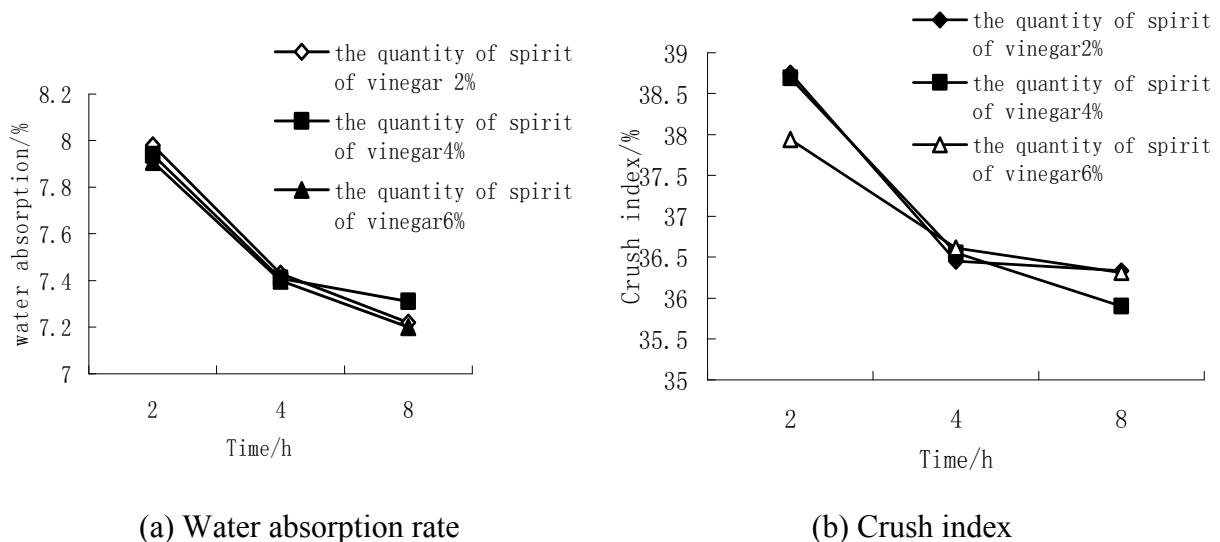 the quantity of spirit
of vinegar 2%
the quantity of spirit
of vinegar4%
the quantity of spirit
of vinegar6%
8.2
8
7.8
7.6
7.4
7.2
7
water absorption/%
2
4
8
Time/h
(a) Water absorption rate
the quantity of spirit
of vinegar2%
the quantity of spirit
of vinegar4%
the quantity of spirit
of vinegar6%
39
38.5
38
37.5
37
36.5
36
35.5
35
Crush index/%
2
4
8
Time/h
(b) Crush index